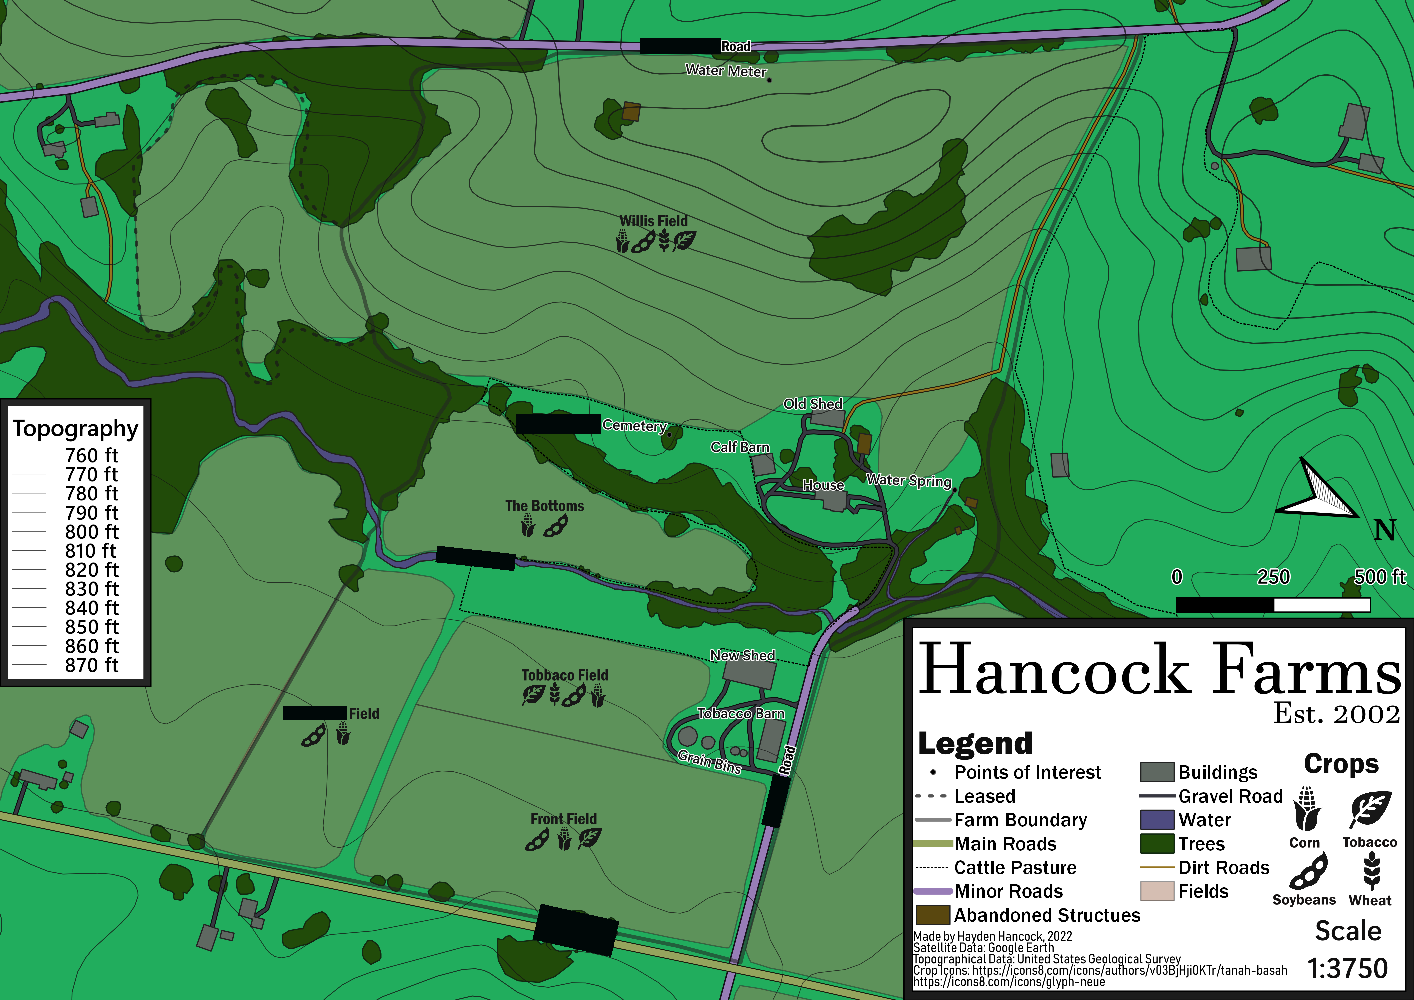 Road
Water Meter
Willis Field
Old Shed
Cemetery
Calf Barn
House
Water Spring
The Bottoms
Topography
760 ft
770 ft
780 ft
790 ft
800 ft
810 ft
820 ft
830 ft
840 ft
850 ft
860 ft
870 ft
N
0 250 500 ft
New Shed
Tobbaco Field
Field
Tobacco Barn
Grain Bins
Road
Front Field
Hancock Farms
Est. 2002
Legend
Points of Interest
Leased
Farm Boundary
Main Roads
Cattle Pasture
Minor Roads
Abandoned Structues
Buildings
Gravel Road
Water
Trees
Dirt Roads
Fields
Crops
Corn
Tobacco
Soybeans
Wheat
Scale
1:3750
Made by Hayden Hancock, 2022
Satellite Data: Google Earth
Topographical Data: United States Geological Survey
Crop Icons: https://icons8.com/icons/authors/v03BjHji0KTr/tanah-basah
https://icons8.com/icons/glyph-neue